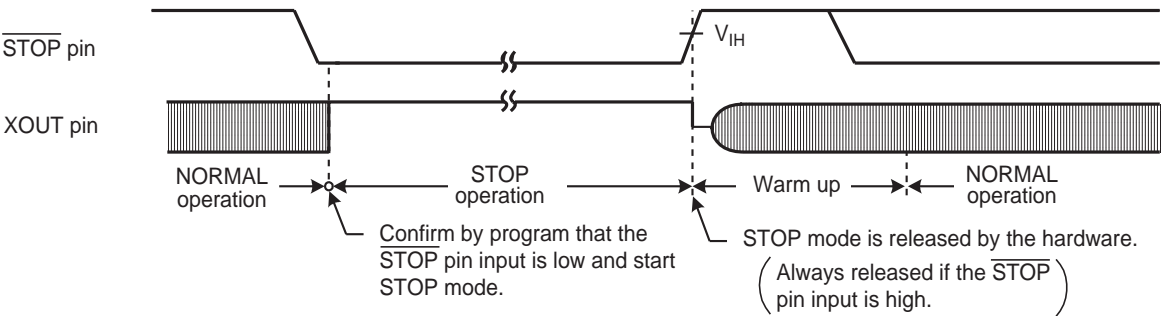 STOP pin
VIH
XOUT pin
NORMAL
operation
STOP
operation
Warm up
NORMAL
operation
Confirm by program that the
STOP pin input is low and start
STOP mode.
STOP mode is released by the hardware.
Always released if the STOP
pin input is high.